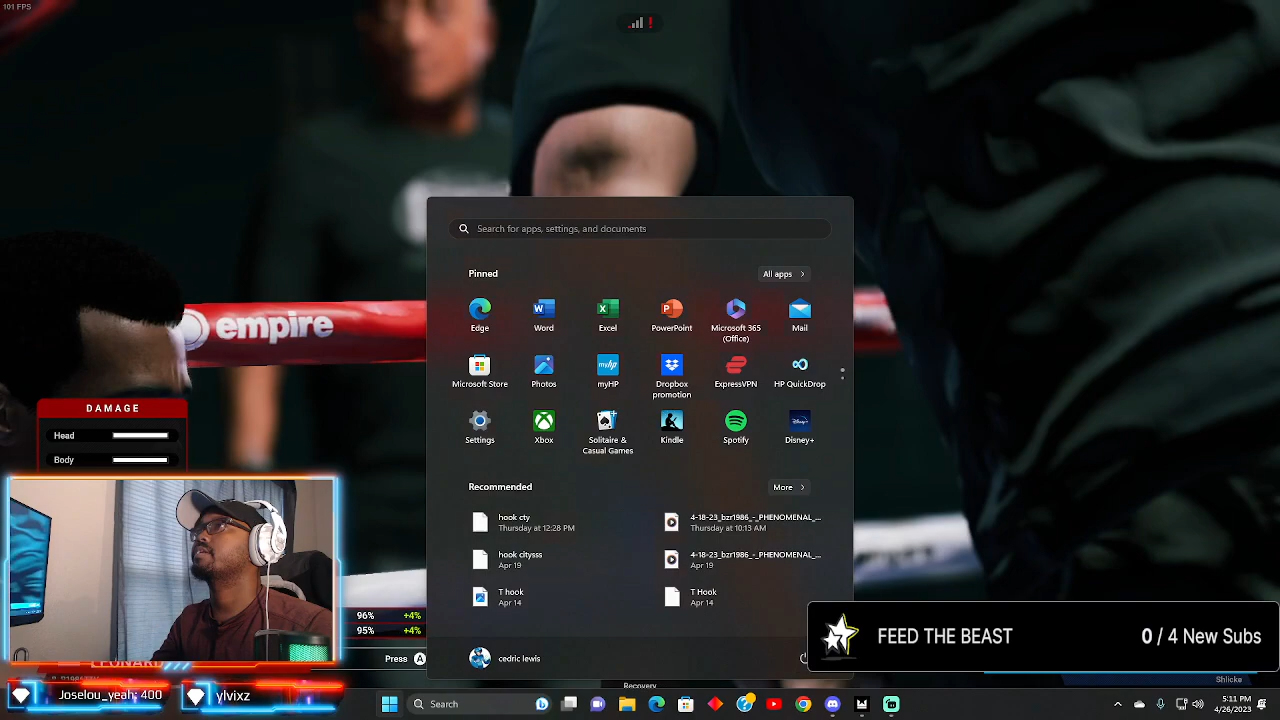 101 FPS
!
empire
Search for apps, settings, and documents
Pinned
All apps
Edge
Word
Excel
PowerPoint
Microsoft 365 (Office)
Mail
Microsoft Store
Photos
myHP
Dropbox promotion
ExpressVPN
HP QuickDrop
Settings
Xbox
Solitaire & Casual Games
Kindle
Spotify
Disney+
DAMAGE
Head
Body
Recommended
More
hook cty
Thursday at 12:28 PM
4-18-23_bzr1986_-_PHENOMENAL_...
Thursday at 10:13 AM
hook citysss
Apr 19
4-18-23_bzr1986_-_PHENOMENAL_...
Apr 19
T hook
Apr 14
T Hook
Apr 14
96% +4%
95% +4%
Press A
FEED THE BEAST 0 / 4 New Subs
cedric lewis
LEONARD
Shlicke
Recovery
Joselou_yeah: 400
ylvixz
Search
5:11 PM
4/26/2023